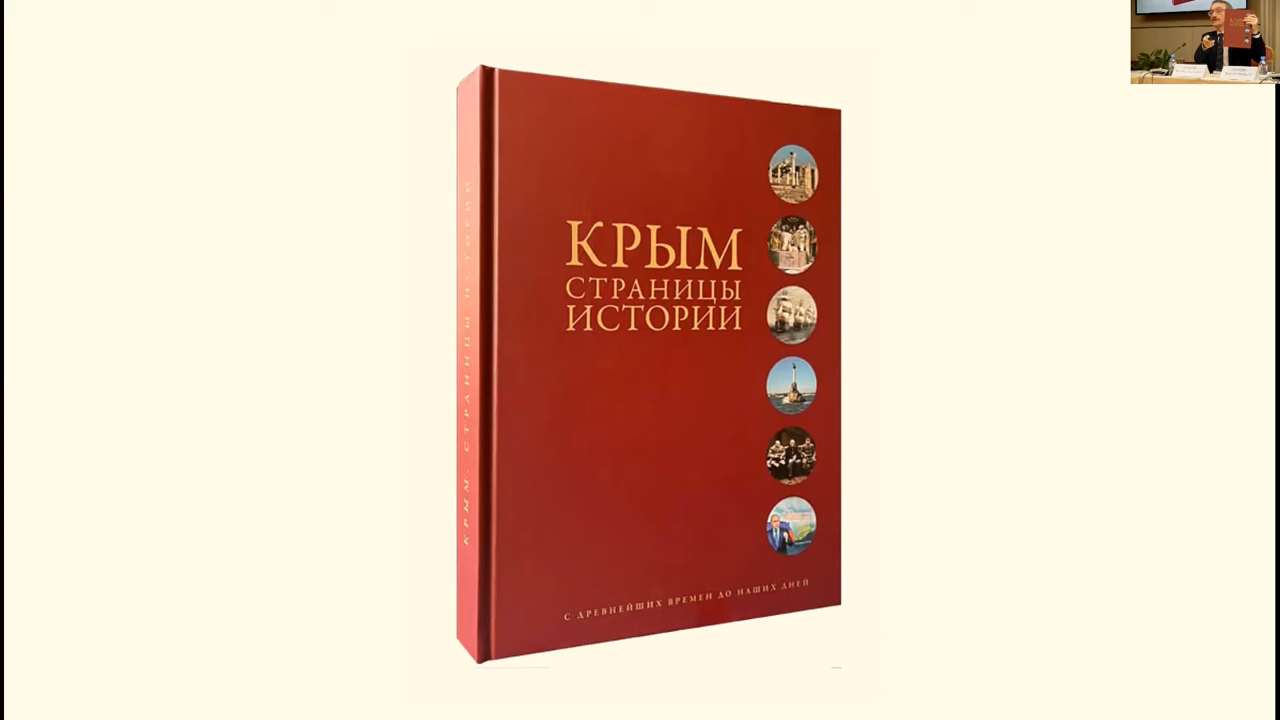 КРЫМ
СТРАНИЦЫ
ИСТОРИИ
С ДРЕВНЕЙШИХ ВРЕМЕН ДО НАШИХ ДНЕЙ
КРЫМ. СТРАНИЦЫ ИСТОРИИ